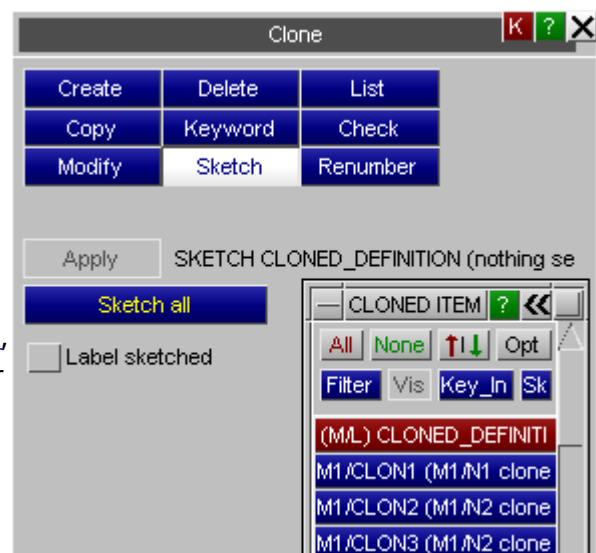 Clone K ? X
Create Delete List
Copy Keyword Check
Modify Sketch Renumber
Apply SKETCH CLONED_DEFINITION (nothing se
Sketch all
CLONED ITEM ?
Label sketched
All None Opt
Filter Vis Key_In Sk
(M/L) CLONED_DEFINITI
M1/CLON1 (M1/N1 clone
M1/CLON2 (M1/N2 clone
M1/CLON3 (M1/N2 clone